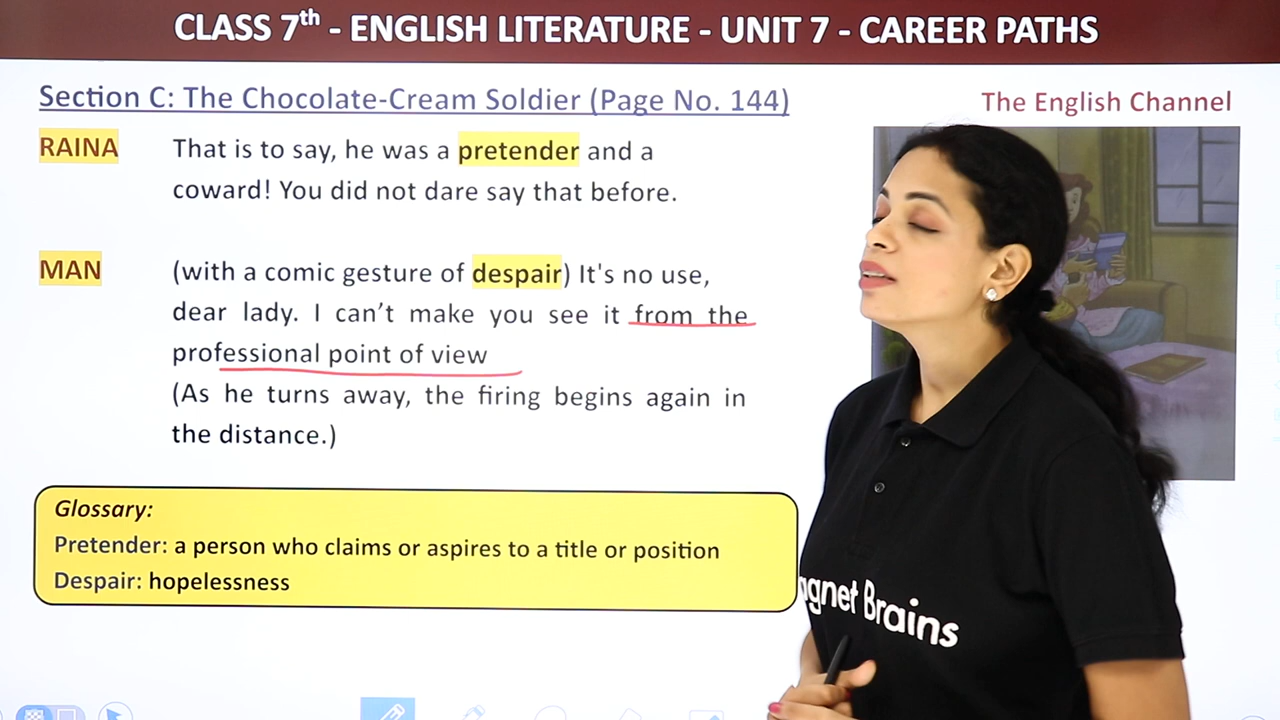 CLASS 7th - ENGLISH LITERATURE - UNIT 7 - CAREER PATHS
Section C: The Chocolate-Cream Soldier (Page No. 144)
The English Channel
RAINA
That is to say, he was a pretender and a
coward! You did not dare say that before.
MAN
(with a comic gesture of despair) It's no use,
dear lady. I can't make you see it from the
professional point of view
(As he turns away, the firing begins again in
the distance.)
Glossary:
Pretender: a person who claims or aspires to a title or position
Despair: hopelessness
agnet Brains